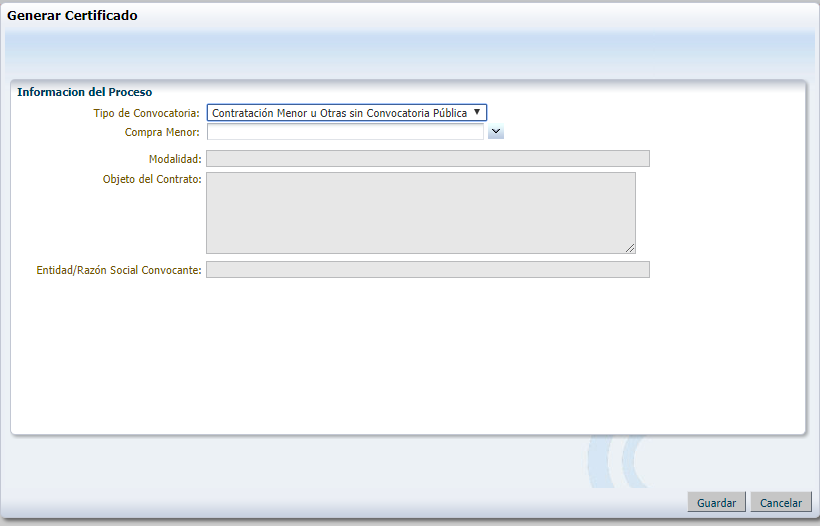 Generar Certificado
Informacion del Proceso
Tipo de Convocatoria: Contratación Menor u Otras sin Convocatoria Pública
Compra Menor:
Modalidad:
Objeto del Contrato:
Entidad/Razón Social Convocante:
Guardar Cancelar